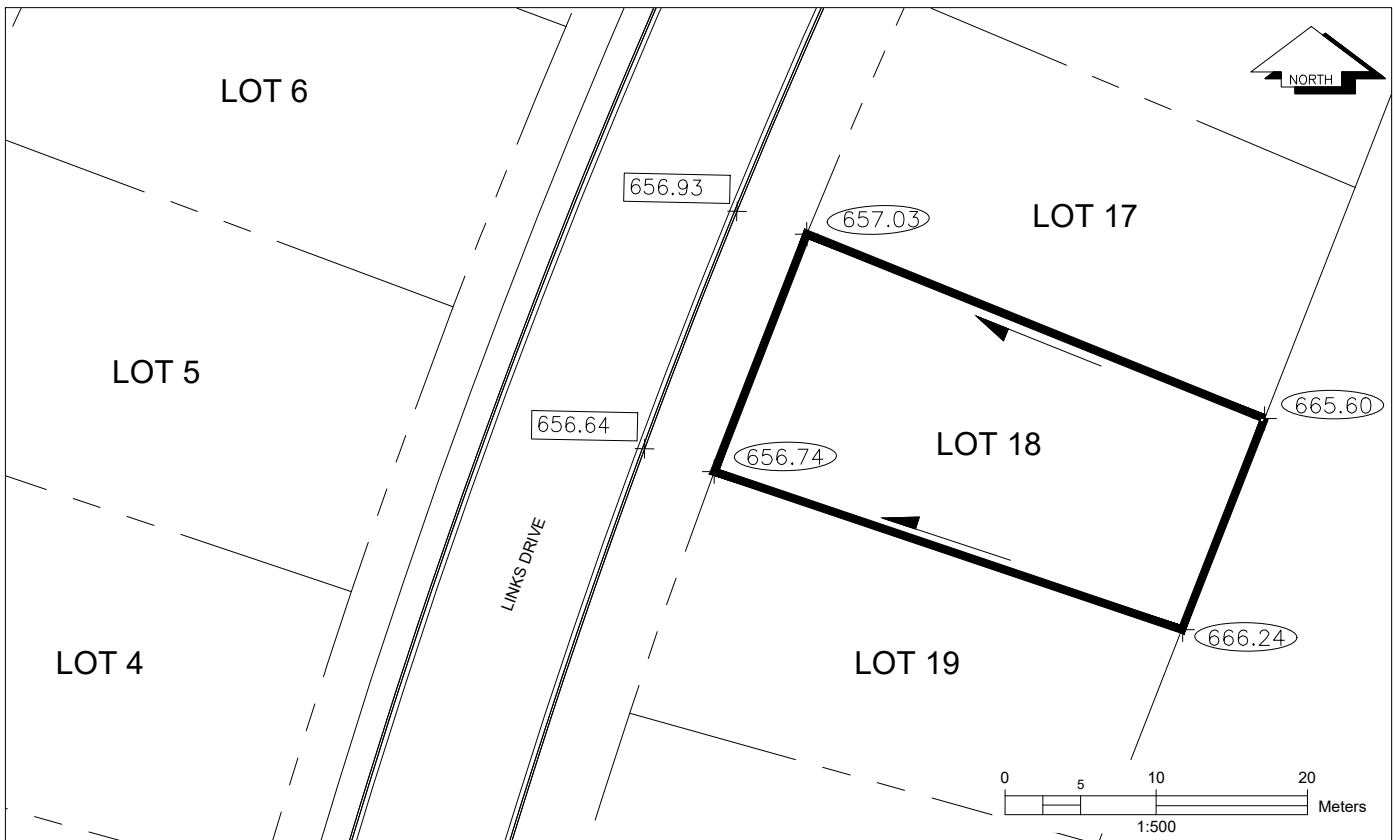 LOT 6
NORTH
656.93
657.03
LOT 17
LOT 5
656.64
656.74
LOT 18
665.60
LINKS DRIVE
LOT 4
LOT 19
666.24
0 5 10 20
Meters
1:500